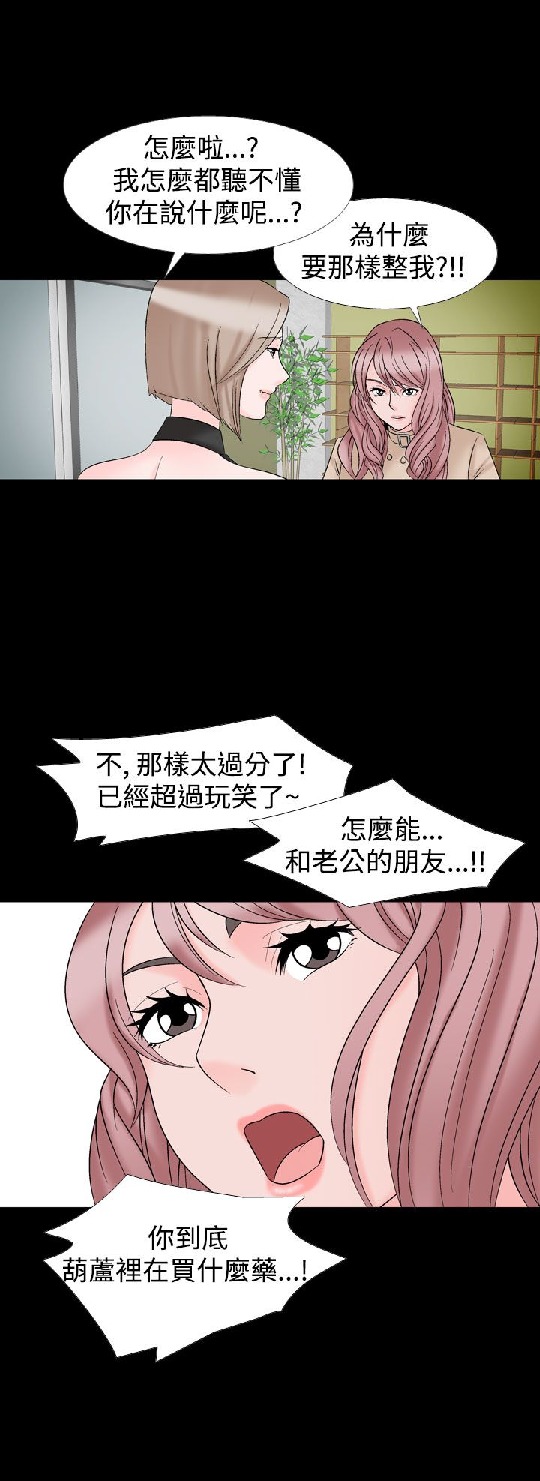 怎麼啦...?
我怎麼都聽不懂
你在說什麼呢...?
為什麼
要那樣整我?!!
不, 那樣太過分了!
已經超過玩笑了~
怎麼能...
和老公的朋友...!!
你到底
葫蘆裡在買什麼藥...!